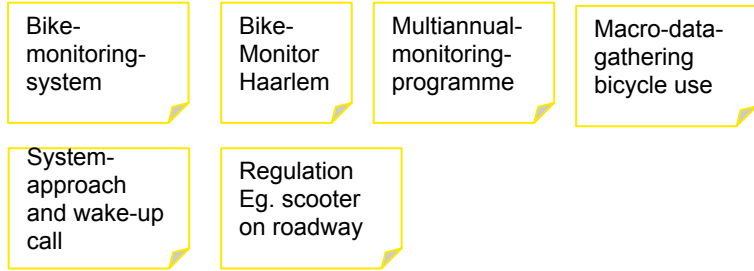 Bike-
monitoring-
system
Bike-
Monitor
Haarlem
Multiannual-
monitoring-
programme
Macro-data-
gathering
bicycle use
System-
approach
and wake-up
call
Regulation
Eg. scooter
on roadway